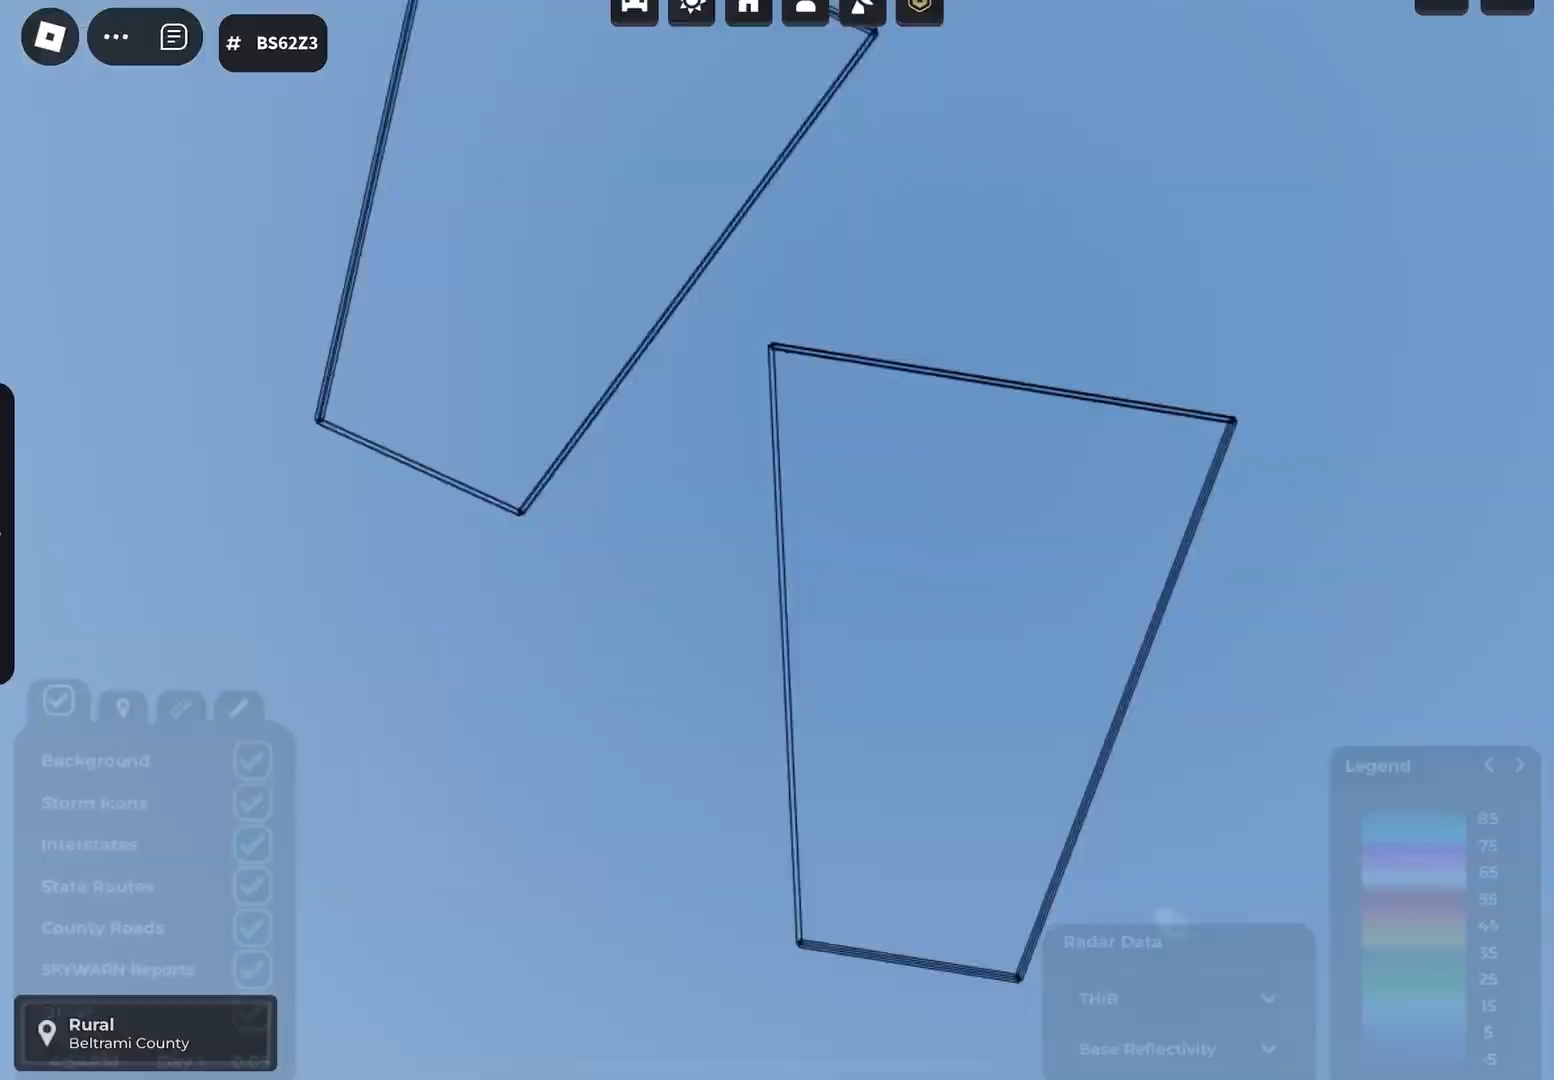 # BS62Z3
Background
Storm Icons
Interstates
State Routes
County Roads
SKYWARN Reports
Rural
Beltrami County
Radar Data
THIB
Base Reflectivity
Legend
85
75
65
55
45
35
25
15
5
-5